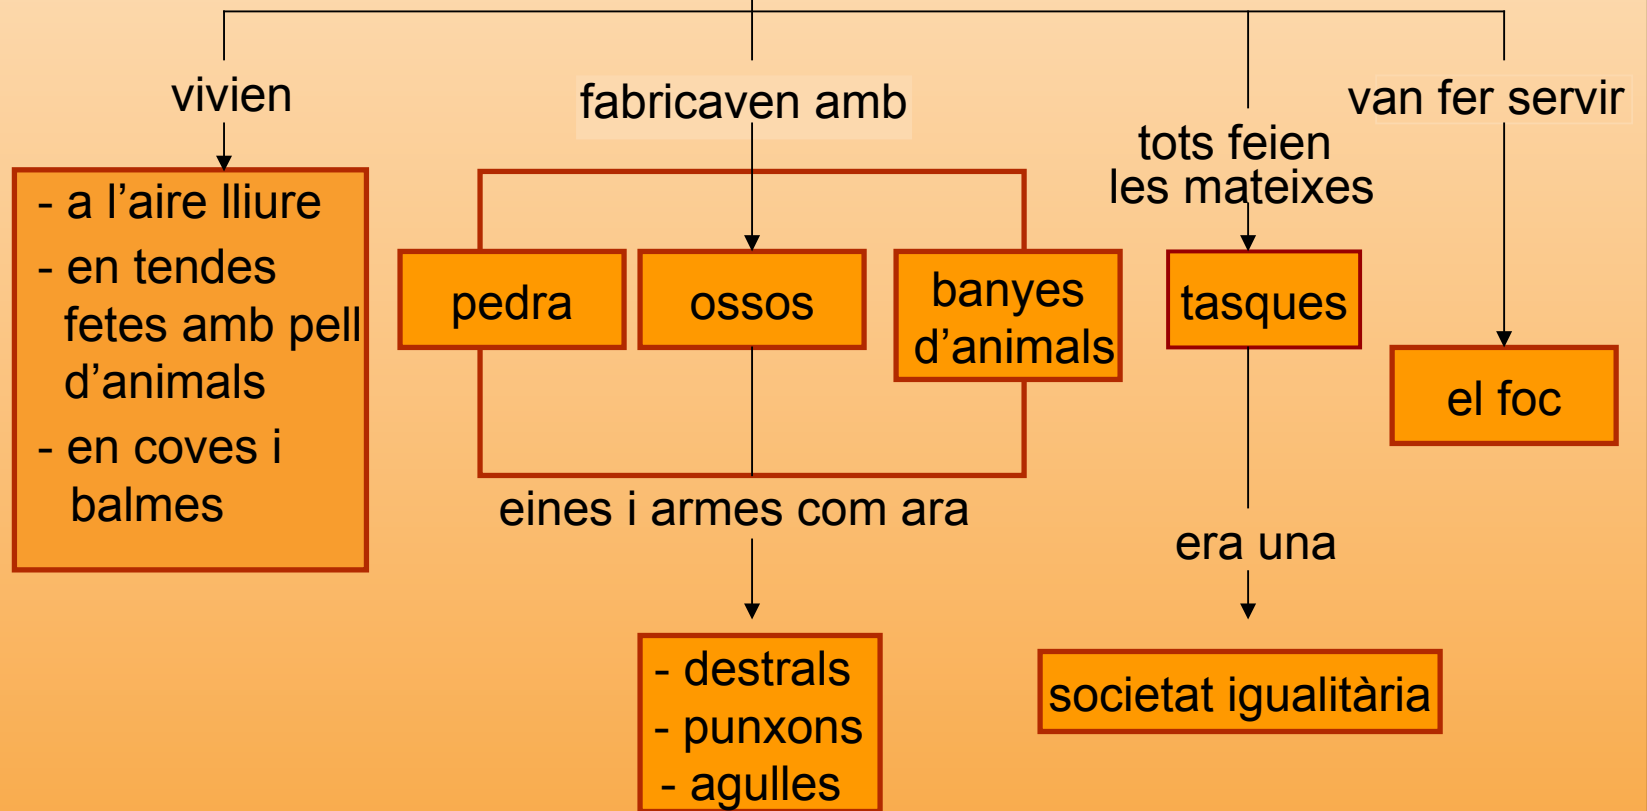 vivien
- a l'aire lliure
- en tendes
fetes amb pell
d'animals
- en coves i
balmes
fabricaven amb
pedra
ossos
banyes
d'animals
eines i armes com ara
- destrals
- punxons
- agulles
tots feien
les mateixes
tasques
era una
societat igualitària
van fer servir
el foc